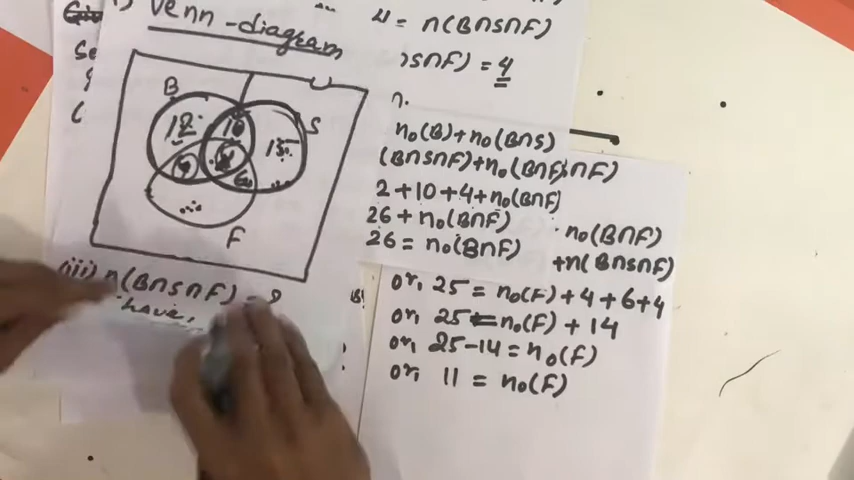 Venn-diagram
4 = n(B∩S∩F)
∩S∩F) = 4
n.
B
S
F
12
10
15
4
6
n₀(B)+n₀(B∩S)
(B∩S∩F)+n₀(B∩F)
∩F)
2+10+4+n₀(B∩F)
26+n₀(B∩F)
26=n₀(B∩F)
n₀(B∩F)
+n(B∩S∩F)
or, 25 = n₀(F)+4+6+4
or, 25 = n₀(F)+14
or, 25-14=n₀(F)
or, 11 = n₀(F)
(iii) n(B∩S∩F) = ?
have,